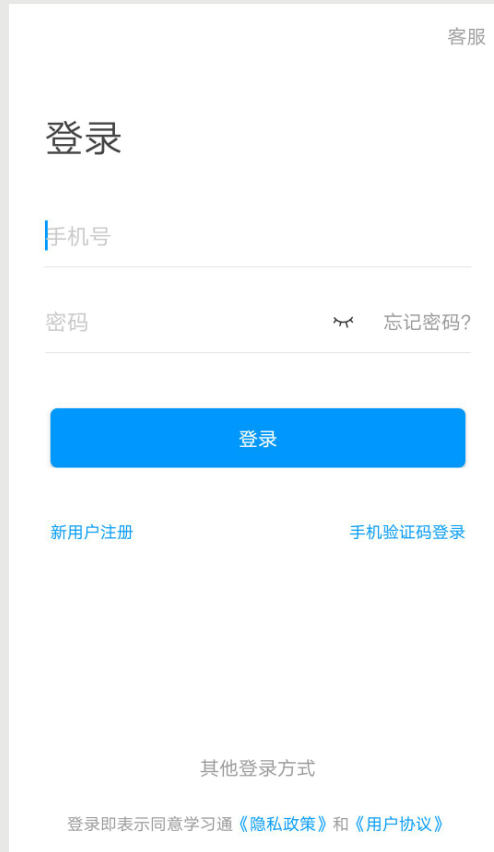 客服
登录
手机号
密码 忘记密码?
登录
新用户注册 手机验证码登录
其他登录方式
登录即表示同意学习通《隐私政策》和《用户协议》